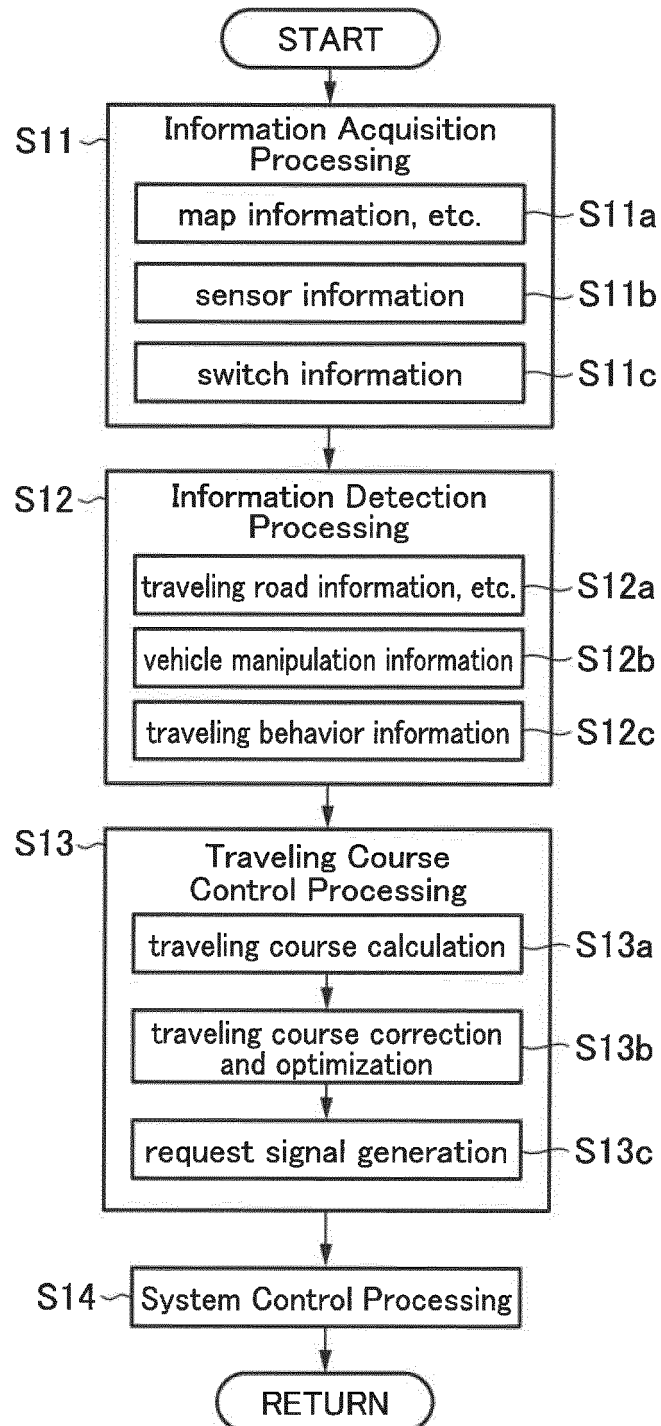 START
S11
Information Acquisition
Processing
map information, etc.
S11a
sensor information
S11b
switch information
S11c
S12
Information Detection
Processing
traveling road information, etc.
S12a
vehicle manipulation information
S12b
traveling behavior information
S12c
S13
Traveling Course
Control Processing
traveling course calculation
S13a
traveling course correction
and optimization
S13b
request signal generation
S13c
S14
System Control Processing
RETURN